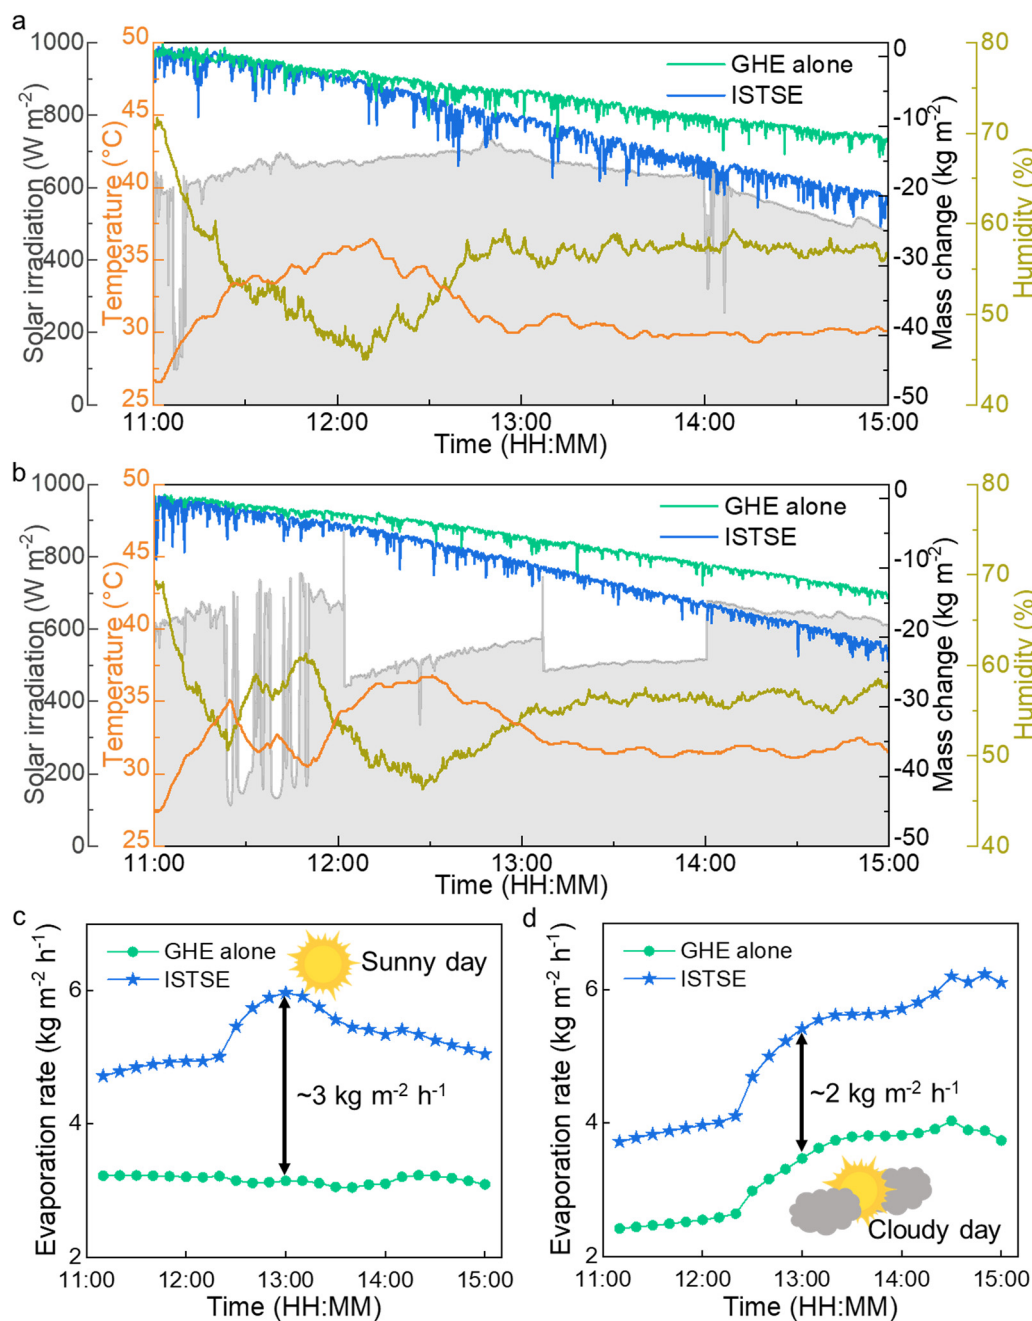 a
1000
800
600
400
200
0
Solar irradiation (W m-2)
50
45
40
35
30
25
Temperature (°C)
GHE alone
ISTSE
0
-10
-20
-30
-40
-50
Mass change (kg m-2)
80
70
60
50
40
Humidity (%)
11:00 12:00 13:00 14:00 15:00
Time (HH:MM)
b
1000
800
600
400
200
0
Solar irradiation (W m-2)
50
45
40
35
30
25
Temperature (°C)
GHE alone
ISTSE
0
-10
-20
-30
-40
-50
Mass change (kg m-2)
80
70
60
50
40
Humidity (%)
11:00 12:00 13:00 14:00 15:00
Time (HH:MM)
c
Evaporation rate (kg m-2 h-1)
6
4
2
GHE alone
ISTSE
Sunny day
~3 kg m-2 h-1
11:00 12:00 13:00 14:00 15:00
Time (HH:MM)
d
Evaporation rate (kg m-2 h-1)
6
4
2
GHE alone
ISTSE
~2 kg m-2 h-1
Cloudy day
11:00 12:00 13:00 14:00 15:00
Time (HH:MM)